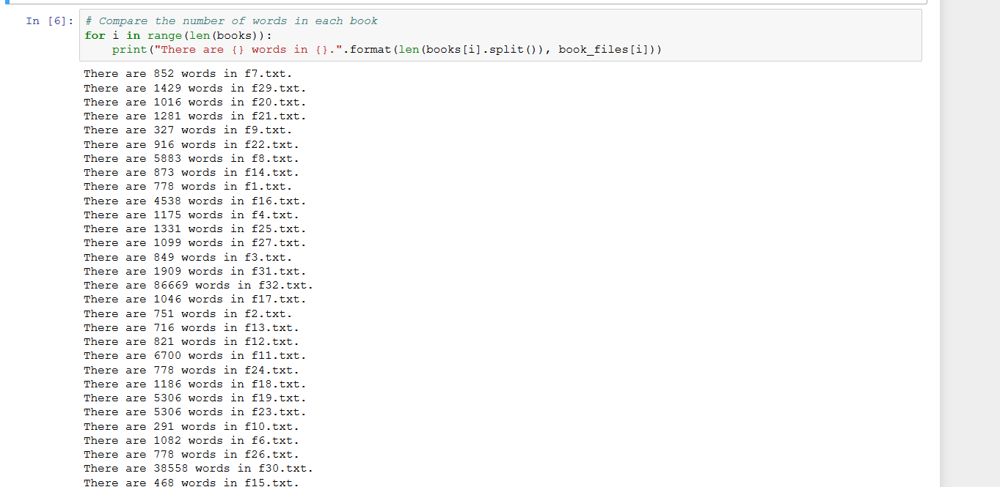 In [6]: # Compare the number of words in each book
for i in range(len(books)):
    print("There are {} words in {}.".format(len(books[i].split()), book_files[i]))
There are 852 words in f7.txt.
There are 1429 words in f29.txt.
There are 1016 words in f20.txt.
There are 1281 words in f21.txt.
There are 327 words in f9.txt.
There are 916 words in f22.txt.
There are 5883 words in f8.txt.
There are 873 words in f14.txt.
There are 778 words in f1.txt.
There are 4538 words in f16.txt.
There are 1175 words in f4.txt.
There are 1331 words in f25.txt.
There are 1099 words in f27.txt.
There are 849 words in f3.txt.
There are 1909 words in f31.txt.
There are 86669 words in f32.txt.
There are 1046 words in f17.txt.
There are 751 words in f2.txt.
There are 716 words in f13.txt.
There are 821 words in f12.txt.
There are 6700 words in f11.txt.
There are 778 words in f24.txt.
There are 1186 words in f18.txt.
There are 5306 words in f19.txt.
There are 5306 words in f23.txt.
There are 291 words in f10.txt.
There are 1082 words in f6.txt.
There are 778 words in f26.txt.
There are 38558 words in f30.txt.
There are 468 words in f15.txt.